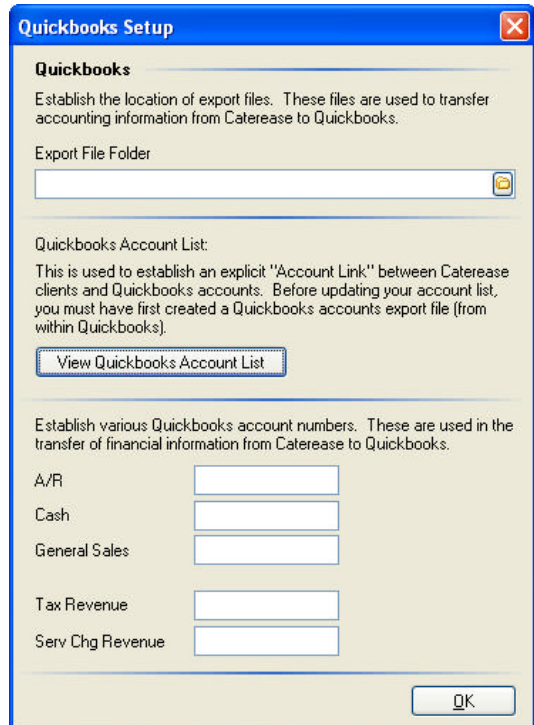 Quickbooks Setup
Quickbooks
Establish the location of export files. These files are used to transfer
accounting information from Caterease to Quickbooks.
Export File Folder
Quickbooks Account List:
This is used to establish an explicit "Account Link" between Caterease
clients and Quickbooks accounts. Before updating your account list,
you must have first created a Quickbooks accounts export file (from
within Quickbooks).
View Quickbooks Account List
Establish various Quickbooks account numbers. These are used in the
transfer of financial information from Caterease to Quickbooks.
A/R
Cash
General Sales
Tax Revenue
Serv Chg Revenue
OK